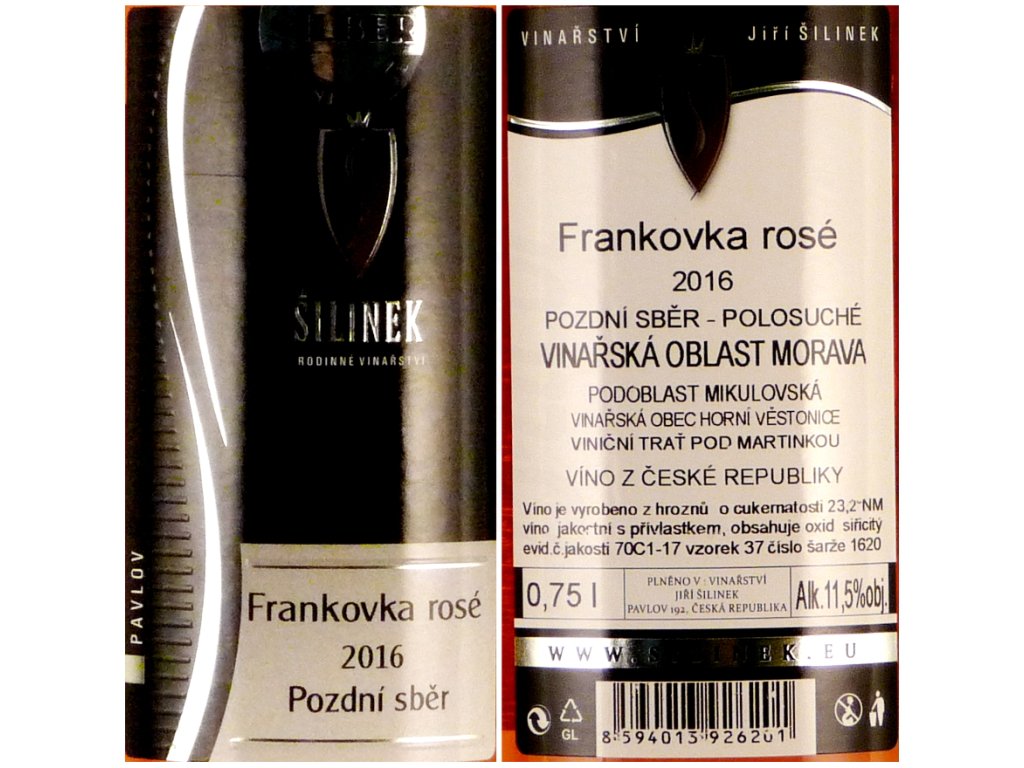 ŠILINEK
RODINNÉ VINAŘSTVÍ
PAVLOV
Frankovka rosé
2016
Pozdní sběr
VINAŘSTVÍ Jiří ŠILINEK
Frankovka rosé
2016
POZDNÍ SBĚR - POLOSUCHÉ
VINAŘSKÁ OBLAST MORAVA
PODOBLAST MIKULOVSKÁ
VINAŘSKÁ OBEC HORNÍ VĚSTONICE
VINIČNÍ TRAŤ POD MARTINKOU
VÍNO Z ČESKÉ REPUBLIKY
Víno je vyrobeno z hroznů o cukernatosti 23,2°NM
víno jakostní s přívlastkem, obsahuje oxid siřičitý
evid.č.jakosti 70C1-17 vzorek 37 číslo šarže 1620
0,75 l
PLNĚNO V : VINAŘSTVÍ
JIŘÍ ŠILINEK
PAVLOV 192, ČESKÁ REPUBLIKA
Alk.11,5%obj.
WWW.SILINEK.EU
GL
8 594013 926201